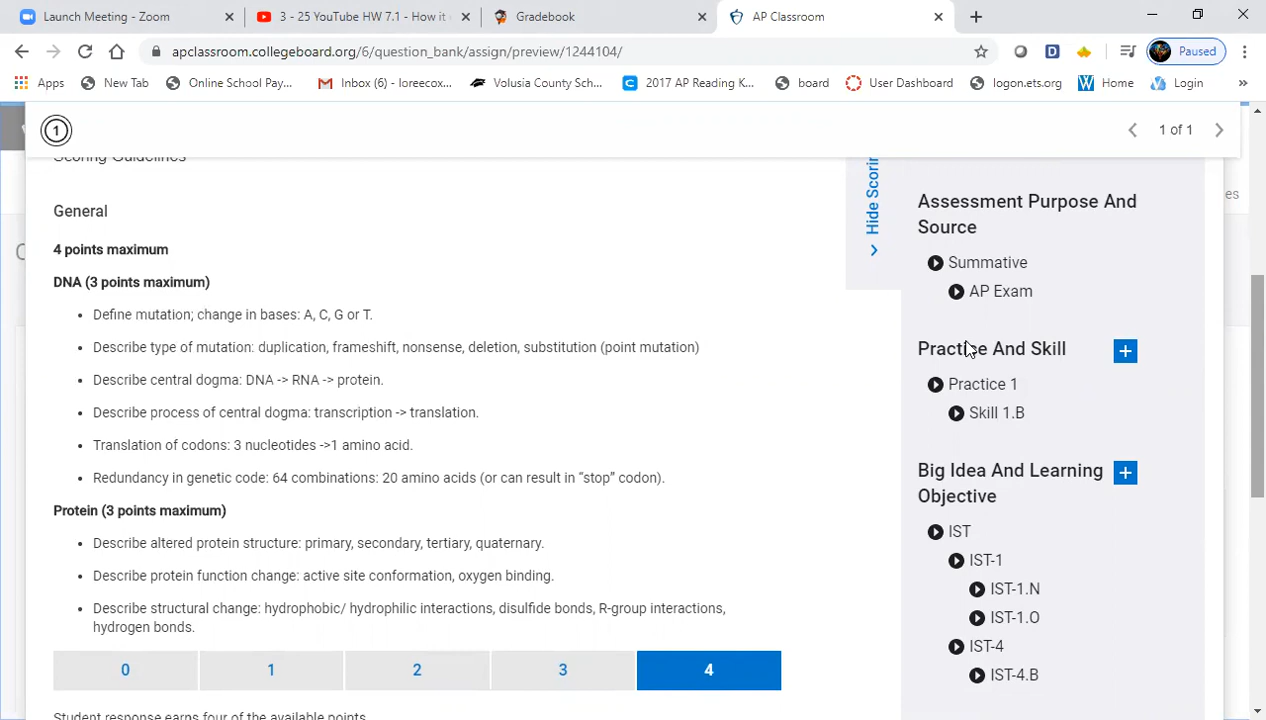 Launch Meeting - Zoom
3 - 25 YouTube HW 7.1 - How it
Gradebook
AP Classroom
apclassroom.collegeboard.org/6/question_bank/assign/preview/1244104/
Paused
Apps
New Tab
Online School Pay...
Inbox (6) - loreecox...
Volusia County Sch...
2017 AP Reading K...
board
User Dashboard
logon.ets.org
Home
Login
»
1
1 of 1
Scoring Guidelines
General
4 points maximum
DNA (3 points maximum)
• Define mutation; change in bases: A, C, G or T.
• Describe type of mutation: duplication, frameshift, nonsense, deletion, substitution (point mutation)
• Describe central dogma: DNA -> RNA -> protein.
• Describe process of central dogma: transcription -> translation.
• Translation of codons: 3 nucleotides ->1 amino acid.
• Redundancy in genetic code: 64 combinations: 20 amino acids (or can result in “stop” codon).
Protein (3 points maximum)
• Describe altered protein structure: primary, secondary, tertiary, quaternary.
• Describe protein function change: active site conformation, oxygen binding.
• Describe structural change: hydrophobic/ hydrophilic interactions, disulfide bonds, R-group interactions,
hydrogen bonds.
0 1 2 3 4
Student response earns four of the available points
Hide
Assessment Purpose And
Source
Summative
AP Exam
Practice And Skill
Practice 1
Skill 1.B
Big Idea And Learning
Objective
IST
IST-1
IST-1.N
IST-1.O
IST-4
IST-4.B